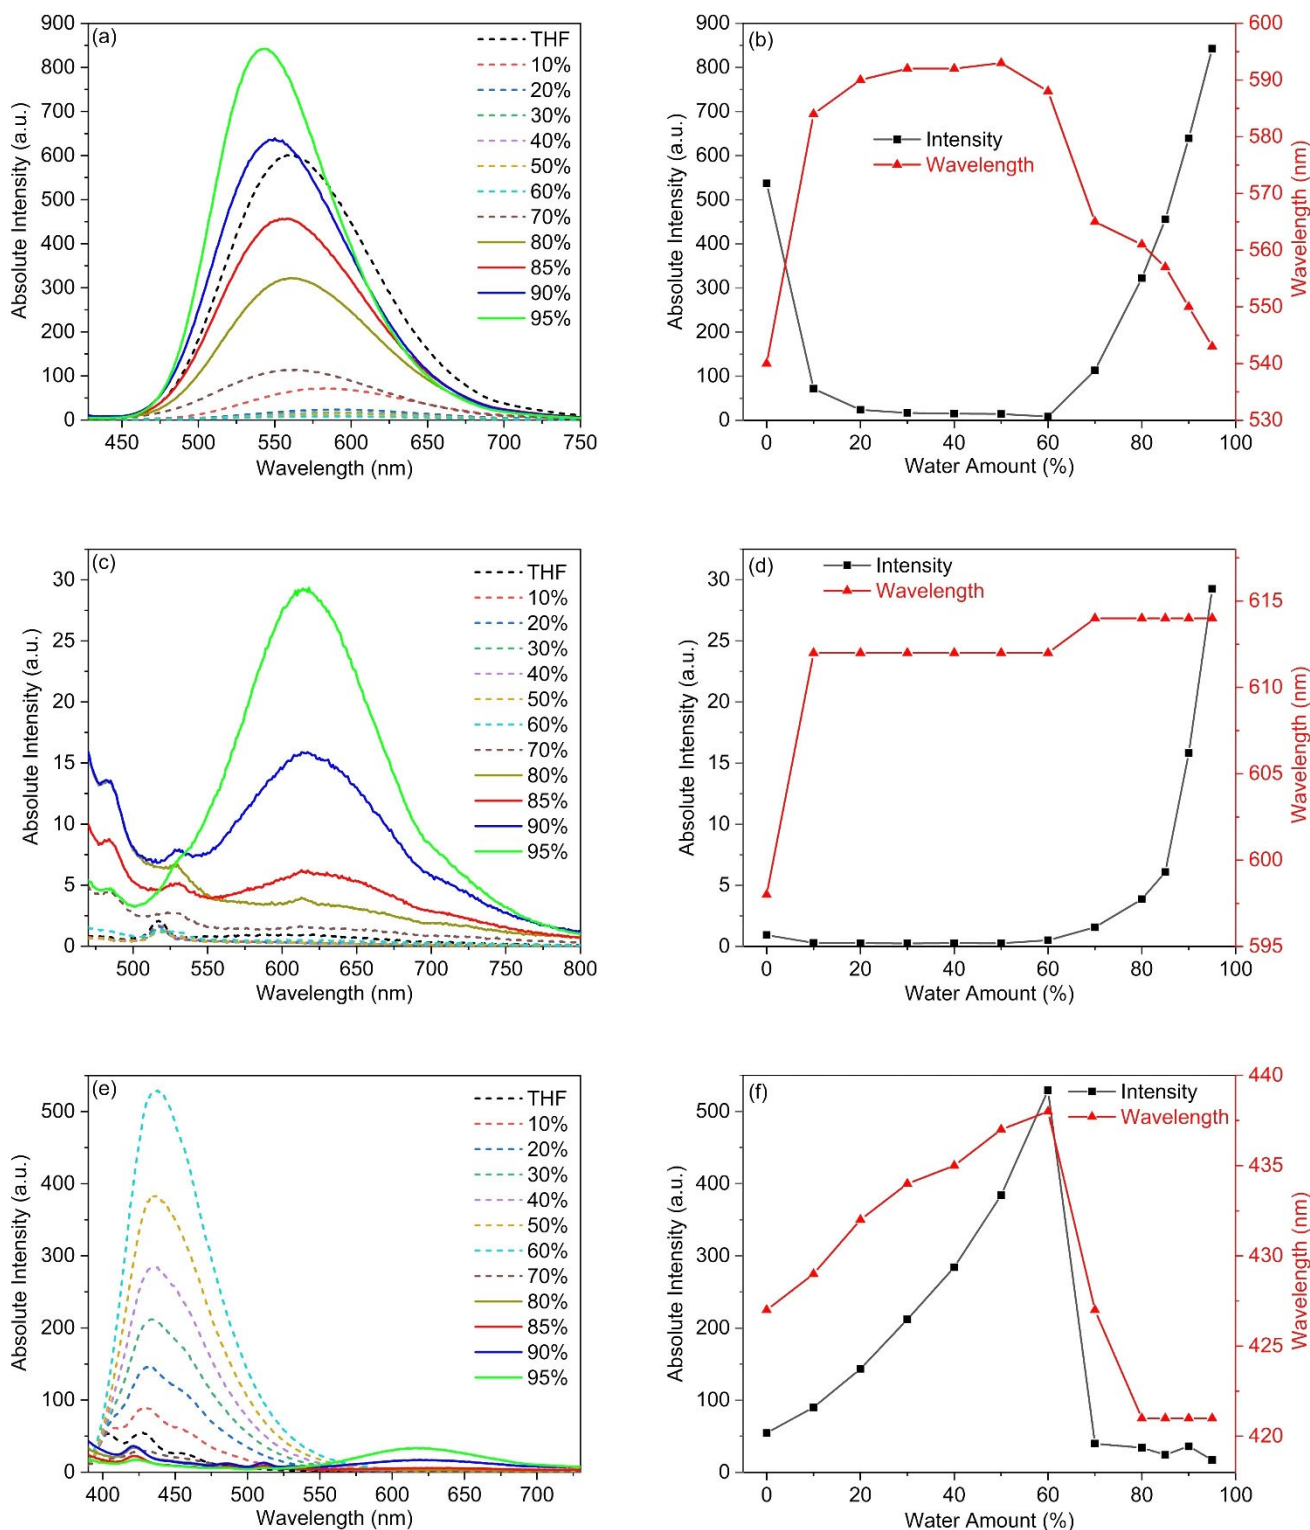 (a)
THF
10%
20%
30%
40%
50%
60%
70%
80%
85%
90%
95%
900
800
700
600
500
400
300
200
100
0
Absolute Intensity (a.u.)
450 500 550 600 650 700 750
Wavelength (nm)
(b)
Intensity
Wavelength
900
800
700
600
500
400
300
200
100
0
Absolute Intensity (a.u.)
600
590
580
570
560
550
540
530
Wavelength (nm)
0 20 40 60 80 100
Water Amount (%)
(c)
THF
10%
20%
30%
40%
50%
60%
70%
80%
85%
90%
95%
30
25
20
15
10
5
0
Absolute Intensity (a.u.)
500 550 600 650 700 750 800
Wavelength (nm)
(d)
Intensity
Wavelength
30
25
20
15
10
5
0
Absolute Intensity (a.u.)
615
610
605
600
595
Wavelength (nm)
0 20 40 60 80 100
Water Amount (%)
(e)
THF
10%
20%
30%
40%
50%
60%
70%
80%
85%
90%
95%
500
400
300
200
100
0
Absolute Intensity (a.u.)
400 450 500 550 600 650 700
Wavelength (nm)
(f)
Intensity
Wavelength
500
400
300
200
100
0
Absolute Intensity (a.u.)
440
435
430
425
420
Wavelength (nm)
0 20 40 60 80 100
Water Amount (%)